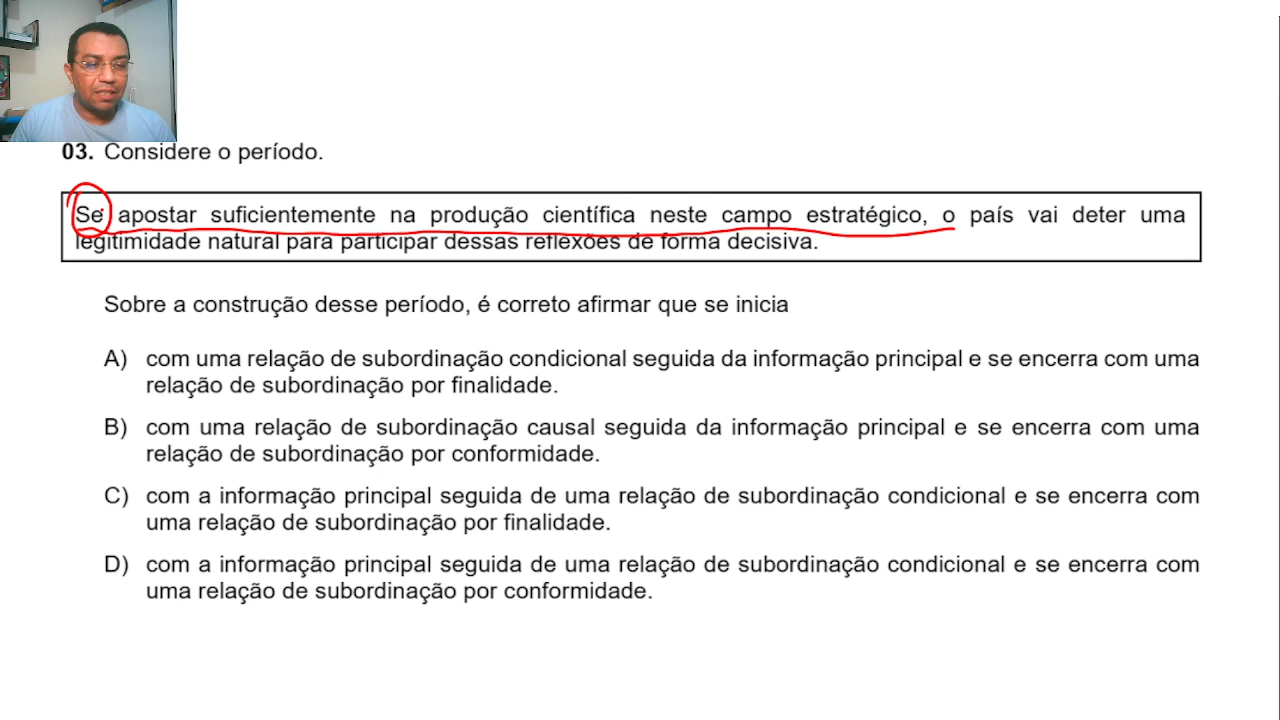 03. Considere o período.
Se apostar suficientemente na produção científica neste campo estratégico, o país vai deter uma
legitimidade natural para participar dessas reflexões de forma decisiva.
Sobre a construção desse período, é correto afirmar que se inicia
A) com uma relação de subordinação condicional seguida da informação principal e se encerra com uma
relação de subordinação por finalidade.
B) com uma relação de subordinação causal seguida da informação principal e se encerra com uma
relação de subordinação por conformidade.
C) com a informação principal seguida de uma relação de subordinação condicional e se encerra com
uma relação de subordinação por finalidade.
D) com a informação principal seguida de uma relação de subordinação condicional e se encerra com
uma relação de subordinação por conformidade.